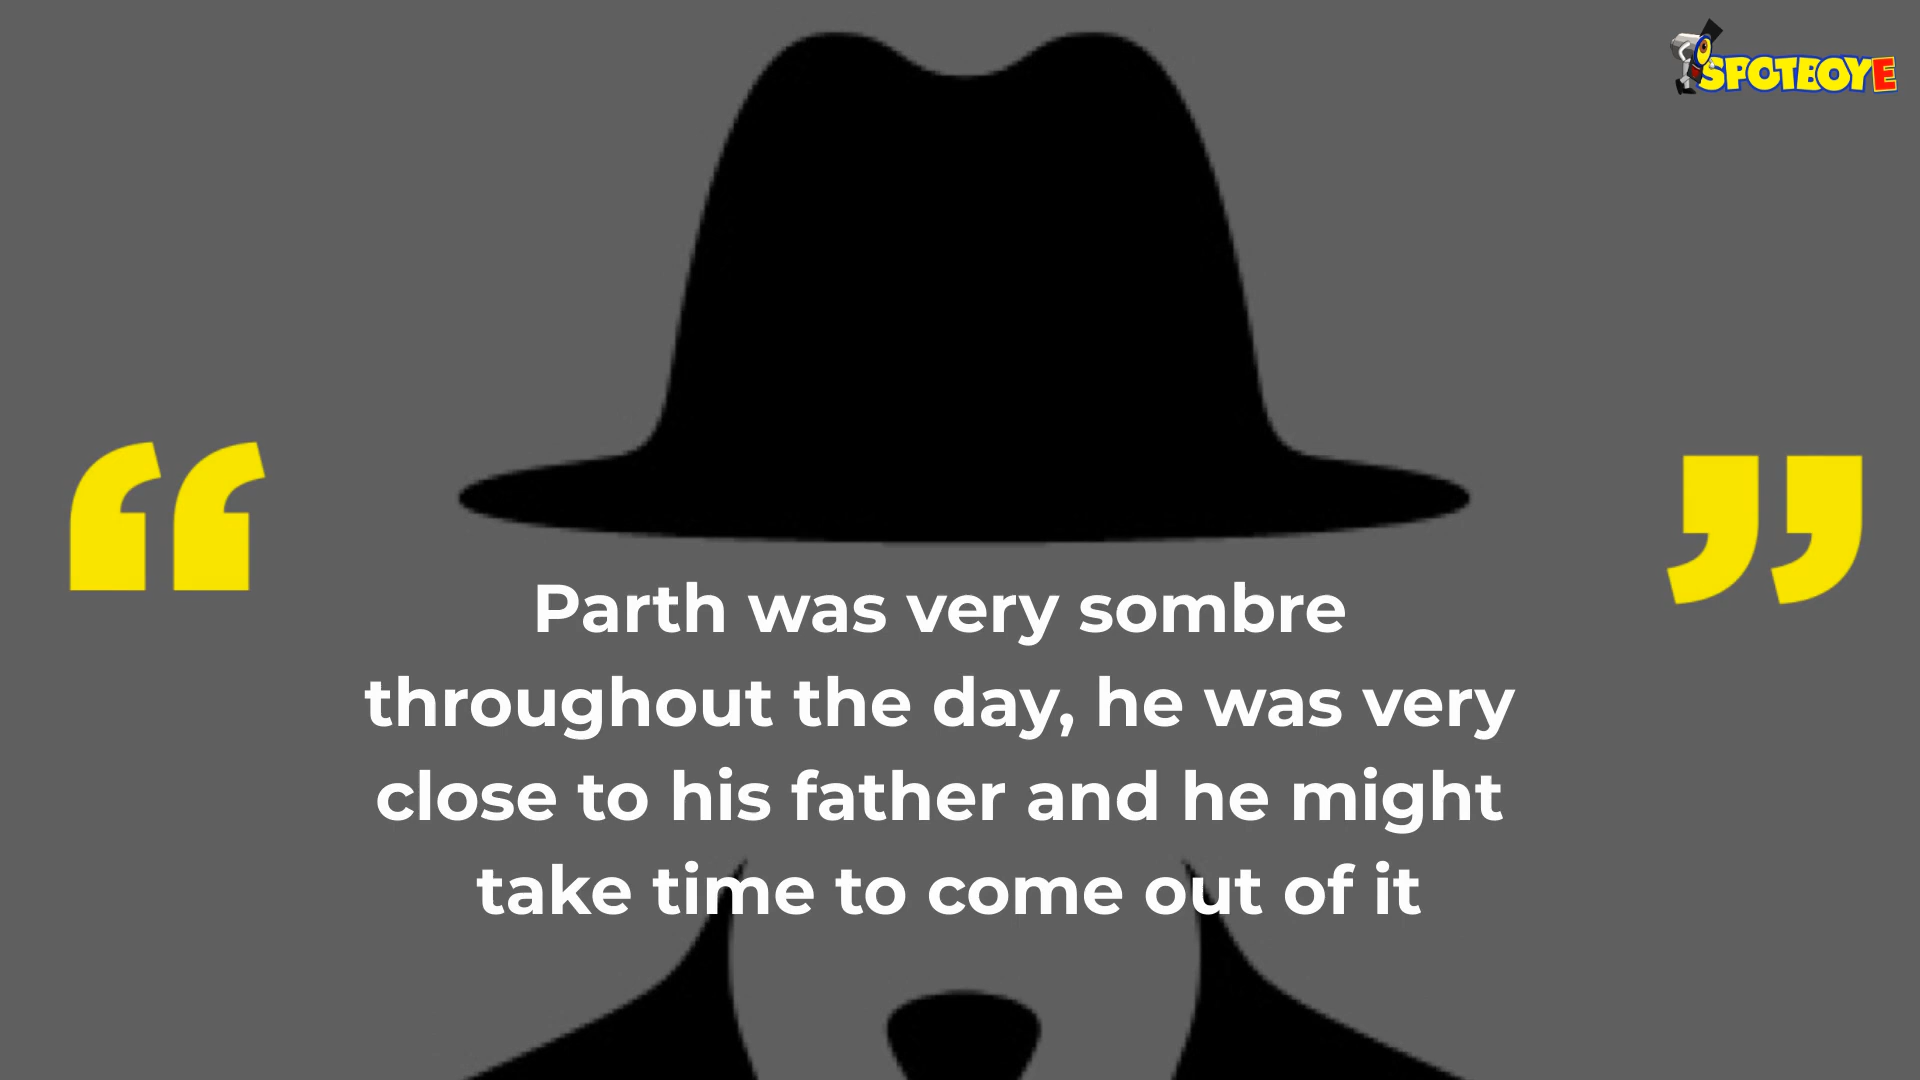 SPOTBOYE
“
Parth was very sombre
throughout the day, he was very
close to his father and he might
take time to come out of it
”